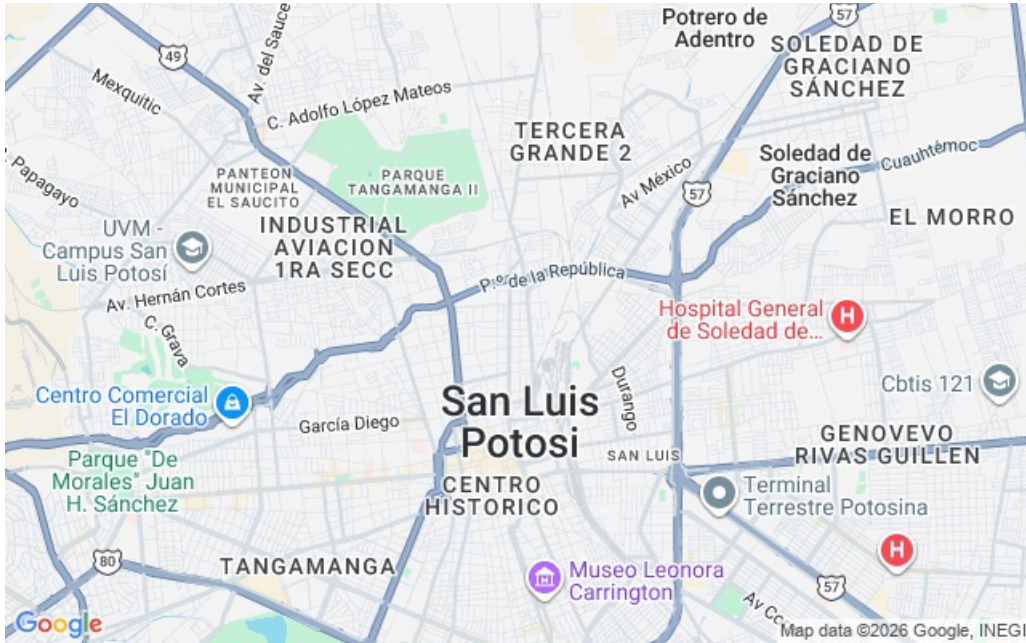 Potrero de
Adentro
57
SOLEDAD DE
GRACIANO
SÁNCHEZ
49
Av. del Sauce
Mexquitic
C. Adolfo López Mateos
TERCERA
GRANDE 2
Soledad de
Graciano
Sánchez
Cuauhtémoc
Papagayo
PANTEON
MUNICIPAL
EL SAUCITO
PARQUE
TANGAMANGA II
Av México
57
EL MORRO
UVM -
Campus San
Luis Potosí
INDUSTRIAL
AVIACION
1RA SECC
P.º de la República
Av. Hernán Cortes
C. Grava
Hospital General
de Soledad de...
H
Centro Comercial
El Dorado
García Diego
San Luis
Potosi
Durango
Cbtis 121
SAN LUIS
GENOVEVO
RIVAS GUILLEN
Parque "De
Morales" Juan
H. Sánchez
CENTRO
HISTORICO
Terminal
Terrestre Potosina
H
80
TANGAMANGA
Museo Leonora
Carrington
57
Google
Map data ©2026 Google, INEGI